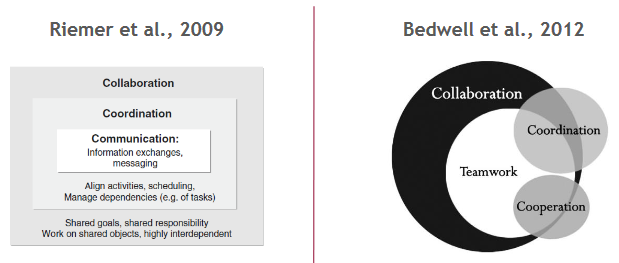 Riemer et al., 2009
Collaboration
Coordination
Communication:
Information exchanges,
messaging
Align activities, scheduling,
Manage dependencies (e.g. of tasks)
Shared goals, shared responsibility
Work on shared objects, highly interdependent
Bedwell et al., 2012
Collaboration
Coordination
Teamwork
Cooperation